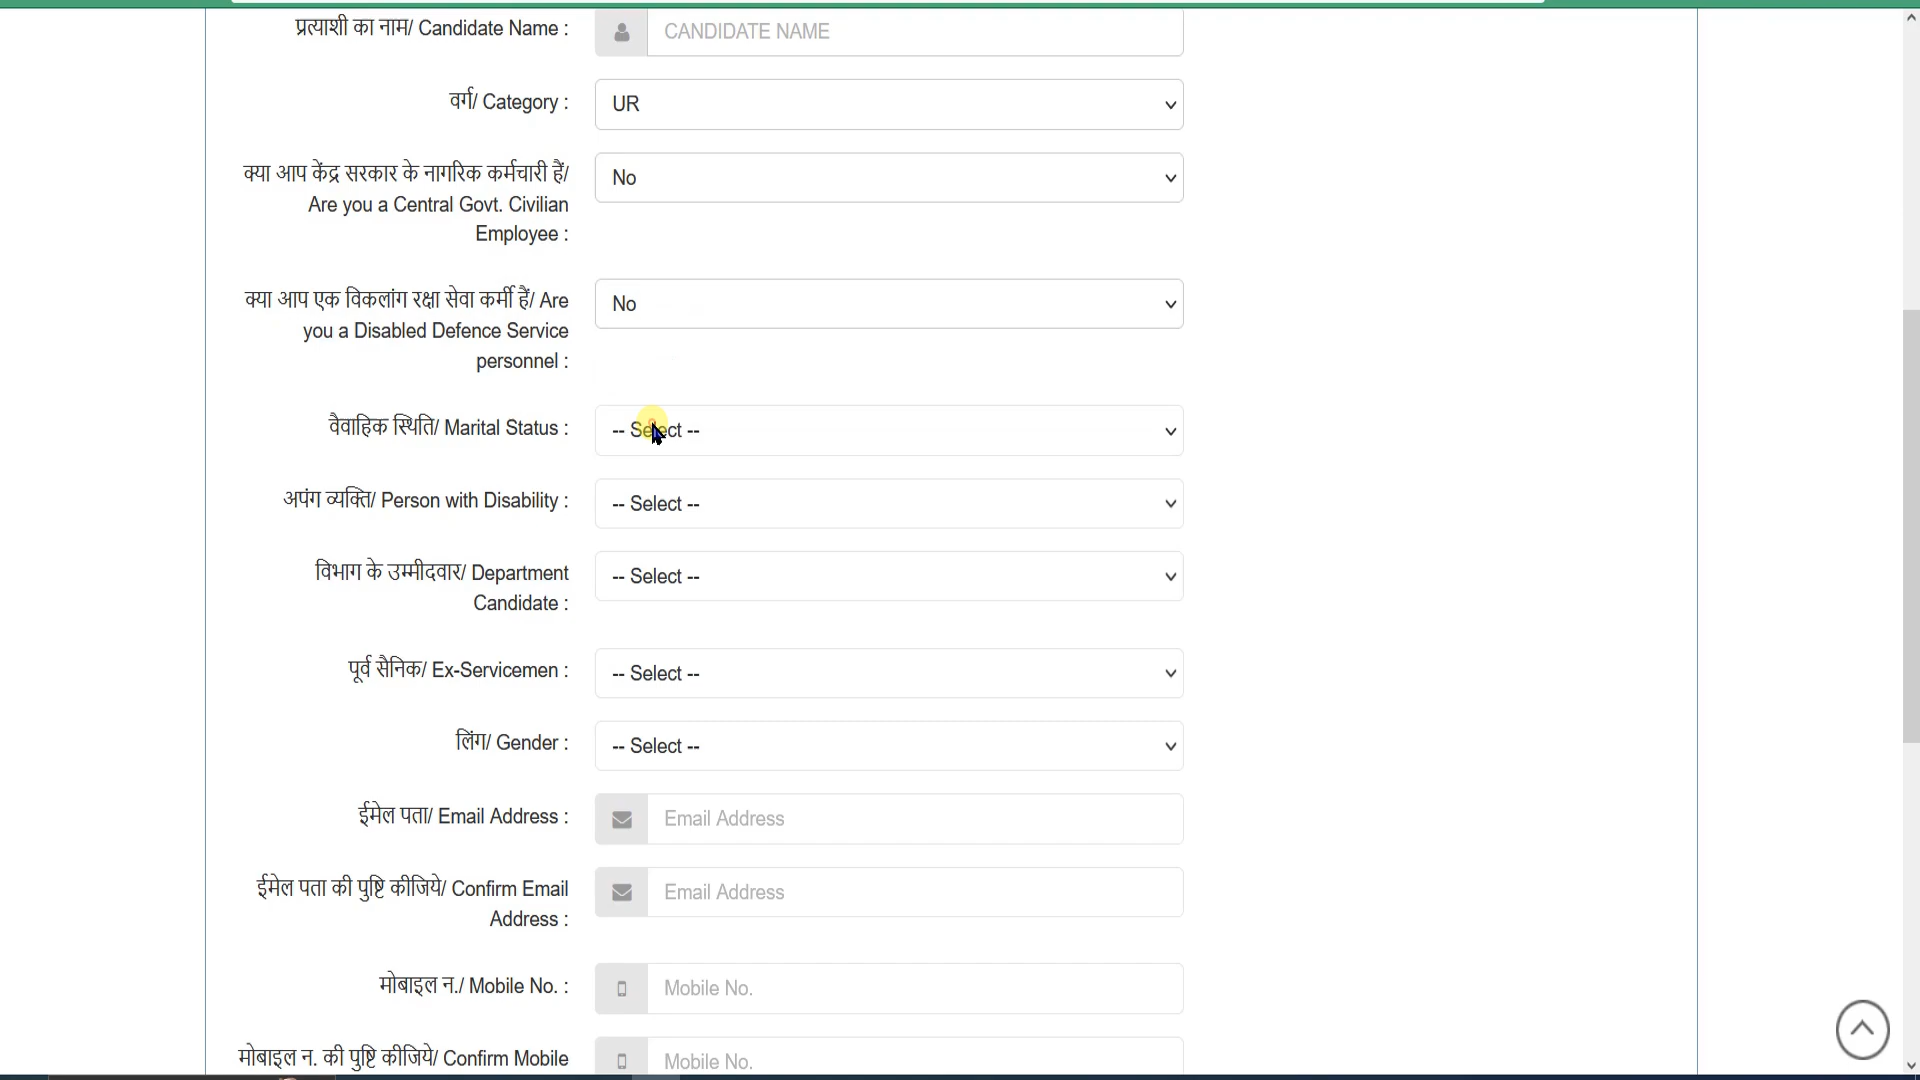 प्रत्याशी का नाम/ Candidate Name :
CANDIDATE NAME
वर्ग/ Category :
UR
क्या आप केंद्र सरकार के नागरिक कर्मचारी हैं/
Are you a Central Govt. Civilian
Employee :
No
क्या आप एक विकलांग रक्षा सेवा कर्मी हैं/ Are
you a Disabled Defence Service
personnel :
No
वैवाहिक स्थिति/ Marital Status :
-- Select --
अपंग व्यक्ति/ Person with Disability :
-- Select --
विभाग के उम्मीदवार/ Department
Candidate :
-- Select --
पूर्व सैनिक/ Ex-Servicemen :
-- Select --
लिंग/ Gender :
-- Select --
ईमेल पता/ Email Address :
Email Address
ईमेल पता की पुष्टि कीजिये/ Confirm Email
Address :
Email Address
मोबाइल न./ Mobile No. :
Mobile No.
मोबाइल न. की पुष्टि कीजिये/ Confirm Mobile
Mobile No.